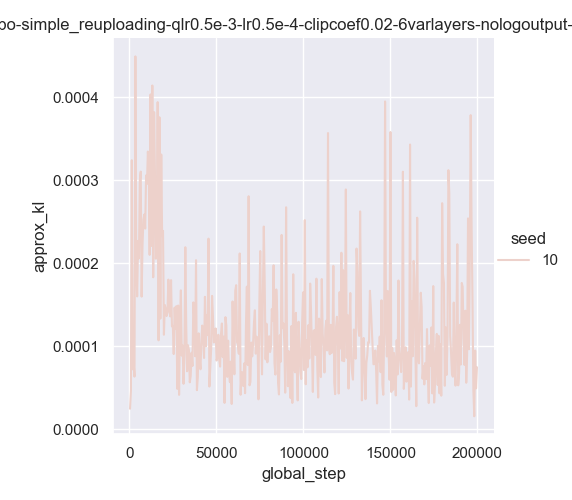 oo-simple_reuploading-qlr0.5e-3-lr0.5e-4-clipcoef0.02-6varlayers-nologoutput-
0.0004
0.0003
0.0002
0.0001
0.0000
approx_kl
0
50000
100000
150000
200000
global_step
seed
10